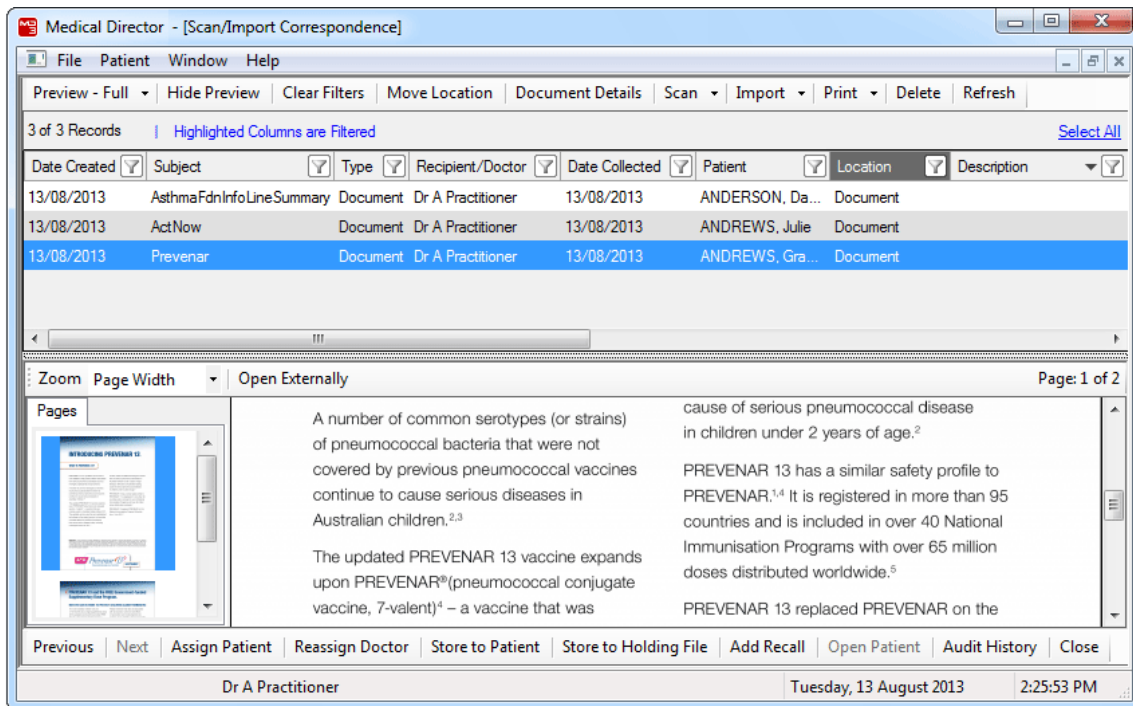 Medical Director - [Scan/Import Correspondence]
File Patient Window Help
Preview - Full Hide Preview Clear Filters Move Location Document Details Scan Import Print Delete Refresh
3 of 3 Records | Highlighted Columns are Filtered Select All
Date Created Subject Type Recipient/Doctor Date Collected Patient Location Description
13/08/2013 AsthmaFdnInfoLineSummary Document Dr A Practitioner 13/08/2013 ANDERSON, Da... Document
13/08/2013 ActNow Document Dr A Practitioner 13/08/2013 ANDREWS, Julie Document
13/08/2013 Prevenar Document Dr A Practitioner 13/08/2013 ANDREWS, Gra... Document
Zoom Page Width Open Externally Page: 1 of 2
Pages
INTRODUCING PREVENAR 13
A number of common serotypes (or strains)
of pneumococcal bacteria that were not
covered by previous pneumococcal vaccines
continue to cause serious diseases in
Australian children.2,3
The updated PREVENAR 13 vaccine expands
upon PREVENAR®(pneumococcal conjugate
vaccine, 7-valent)4 – a vaccine that was
cause of serious pneumococcal disease
in children under 2 years of age.2
PREVENAR 13 has a similar safety profile to
PREVENAR.1,4 It is registered in more than 95
countries and is included in over 40 National
Immunisation Programs with over 65 million
doses distributed worldwide.5
PREVENAR 13 replaced PREVENAR on the
Previous Next Assign Patient Reassign Doctor Store to Patient Store to Holding File Add Recall Open Patient Audit History Close
Dr A Practitioner Tuesday, 13 August 2013 2:25:53 PM